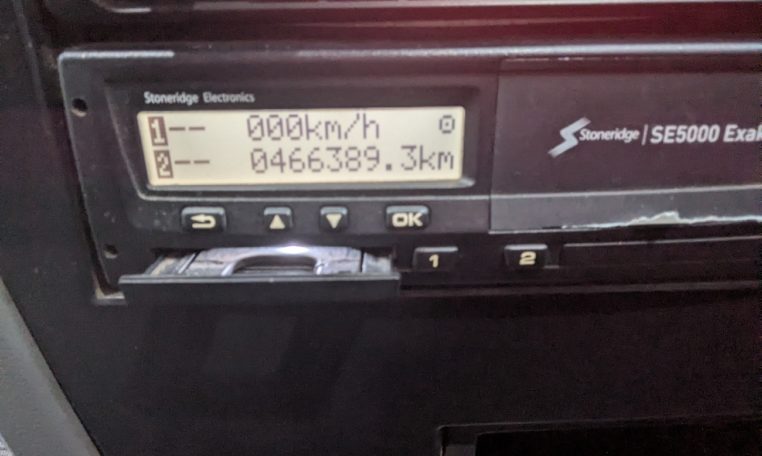 Stoneridge Electronics
1-- 000km/h
2-- 0466389.3km
Stoneridge | SE5000
OK
1
2